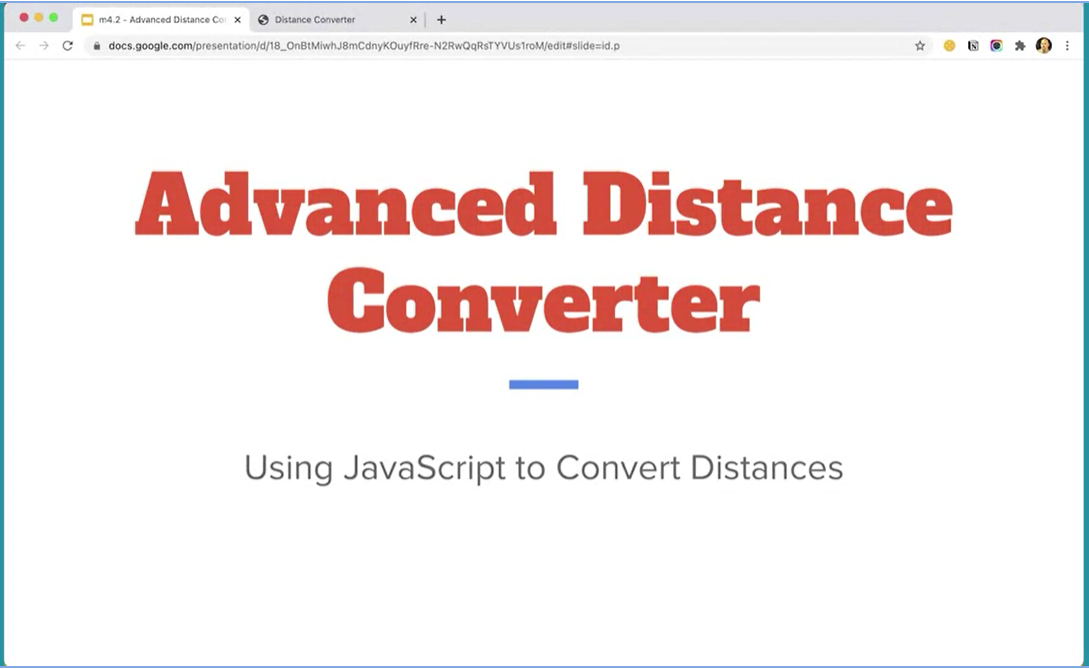 m4.2 - Advanced Distance Co
Distance Converter
docs.google.com/presentation/d/18_OnBtMiwhJ8mCdnyKOuyfRre-N2RwQqRsTYVUs1roM/edit#slide=id.p
Advanced Distance
Converter
Using JavaScript to Convert Distances